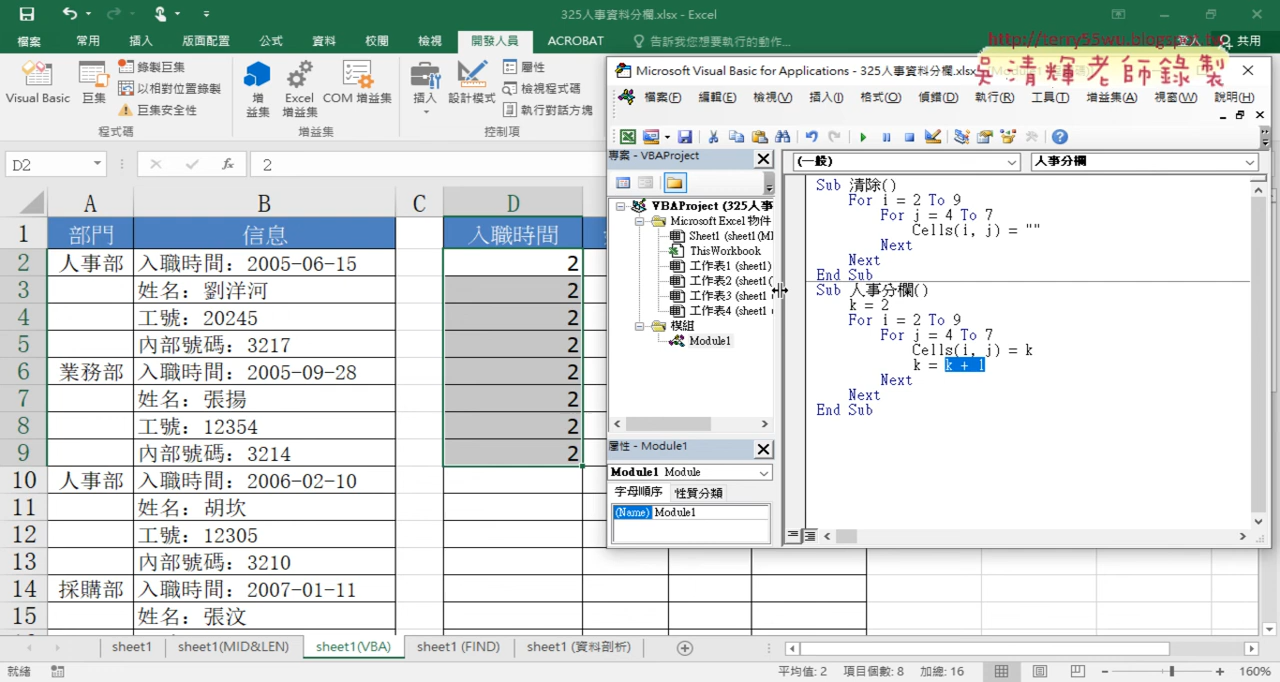 325人事資料分欄.xlsx - Excel
登入 共用
http://terry55wu.blogspot.tw
吳清輝老師錄製
檔案 常用 插入 版面配置 公式 資料 校閱 檢視 開發人員 ACROBAT 告訴我您想要執行的動作...
Visual Basic 巨集 錄製巨集
以相對位置錄製
巨集安全性
程式碼
增益集 Excel 增益集 COM 增益集
增益集
插入 設計模式 屬性
檢視程式碼
執行對話方塊
控制項
D2 fx 2
A B C D
1 部門 信息 入職時間
2 人事部 入職時間：2005-06-15 2
3 姓名：劉洋河 2
4 工號：20245 2
5 內部號碼：3217 2
6 業務部 入職時間：2005-09-28 2
7 姓名：張揚 2
8 工號：12354 2
9 內部號碼：3214 2
10 人事部 入職時間：2006-02-10
11 姓名：胡坎
12 工號：12305
13 內部號碼：3210
14 採購部 入職時間：2007-01-11
15 姓名：張汶
sheet1 sheet1(MID&LEN) sheet1(VBA) sheet1 (FIND) sheet1 (資料剖析)
就緒 平均值: 2 項目個數: 8 加總: 16 160%
Microsoft Visual Basic for Applications - 325人事資料分欄.xlsx
檔案(F) 編輯(E) 檢視(V) 插入(I) 格式(O) 偵錯(D) 執行(R) 工具(T) 增益集(A) 視窗(W) 說明(H)
專案 - VBAProject
VBAProject (325人事
Microsoft Excel 物件
Sheet1 (sheet1(MI
ThisWorkbook
工作表1 (sheet1)
工作表2 (sheet1(
工作表3 (sheet1
工作表4 (sheet1
模組
Module1
屬性 - Module1
Module1 Module
字母順序 性質分類
(Name) Module1
(一般) 人事分欄
Sub 清除()
For i = 2 To 9
For j = 4 To 7
Cells(i, j) = ""
Next
Next
End Sub
Sub 人事分欄()
k = 2
For i = 2 To 9
For j = 4 To 7
Cells(i, j) = k
k = k + 1
Next
Next
End Sub